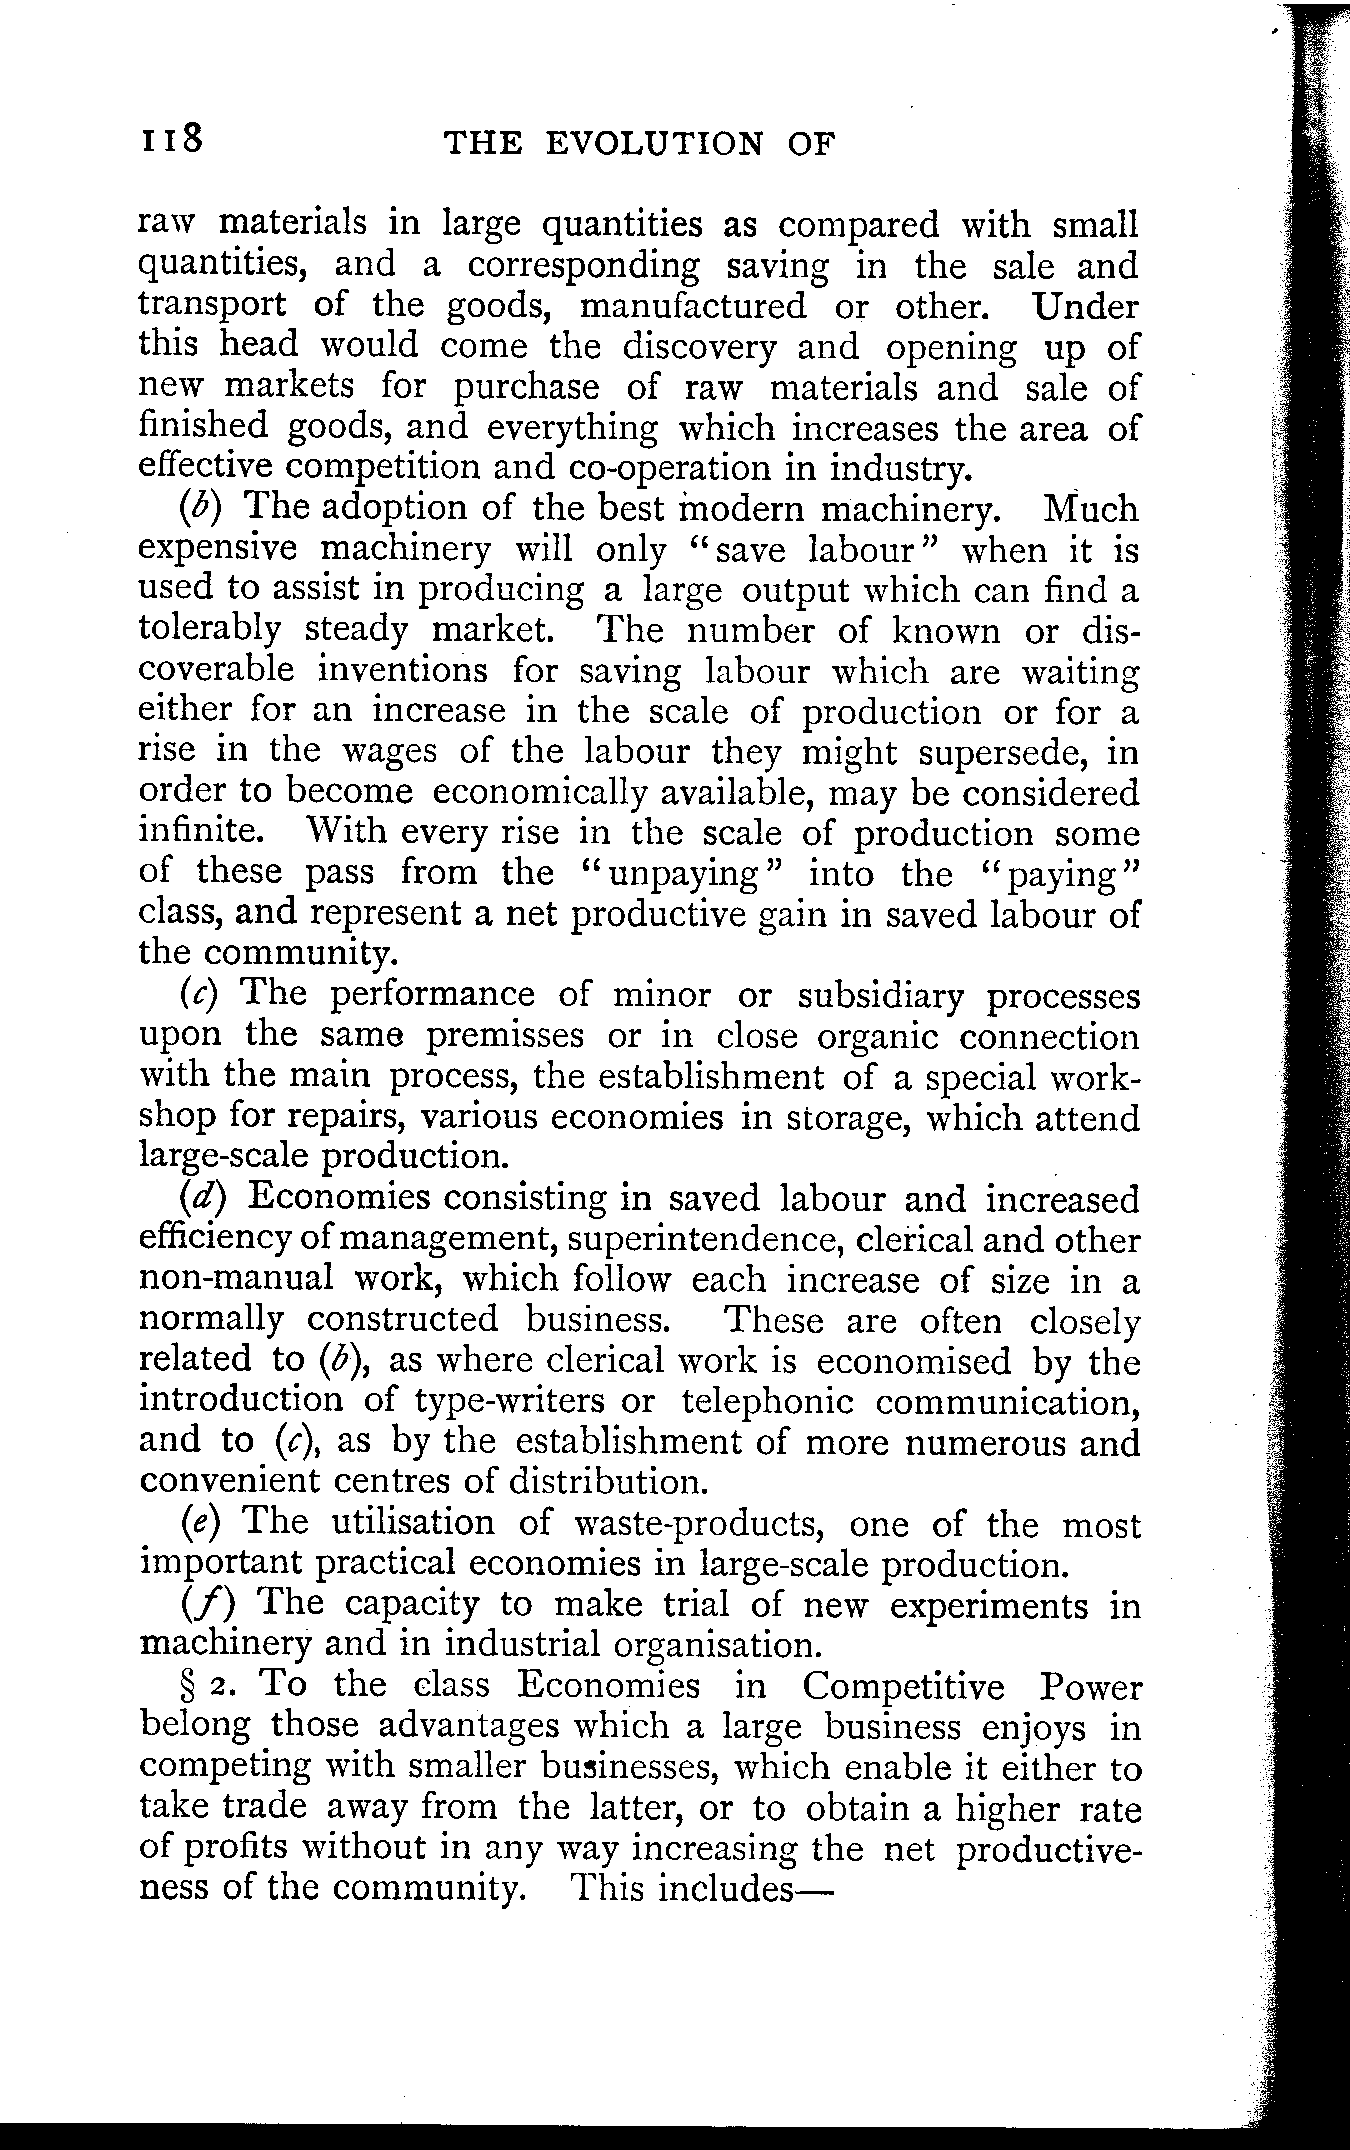 118 THE EVOLUTION OF
raw materials in large quantities as compared with small
quantities, and a corresponding saving in the sale and
transport of the goods, manufactured or other. Under
this head would come the discovery and opening up of
new markets for purchase of raw materials and sale of
finished goods, and everything which increases the area of
effective competition and co-operation in industry.
(b) The adoption of the best modern machinery. Much
expensive machinery will only "save labour" when it is
used to assist in producing a large output which can find a
tolerably steady market. The number of known or dis-
coverable inventions for saving labour which are waiting
either for an increase in the scale of production or for a
rise in the wages of the labour they might supersede, in
order to become economically available, may be considered
infinite. With every rise in the scale of production some
of these pass from the "unpaying" into the "paying"
class, and represent a net productive gain in saved labour of
the community.
(c) The performance of minor or subsidiary processes
upon the same premisses or in close organic connection
with the main process, the establishment of a special work-
shop for repairs, various economies in storage, which attend
large-scale production.
(d) Economies consisting in saved labour and increased
efficiency of management, superintendence, clerical and other
non-manual work, which follow each increase of size in a
normally constructed business. These are often closely
related to (b), as where clerical work is economised by the
introduction of type-writers or telephonic communication,
and to (c), as by the establishment of more numerous and
convenient centres of distribution.
(e) The utilisation of waste-products, one of the most
important practical economies in large-scale production.
(f) The capacity to make trial of new experiments in
machinery and in industrial organisation.
§ 2. To the class Economies in Competitive Power
belong those advantages which a large business enjoys in
competing with smaller businesses, which enable it either to
take trade away from the latter, or to obtain a higher rate
of profits without in any way increasing the net productive-
ness of the community. This includes—